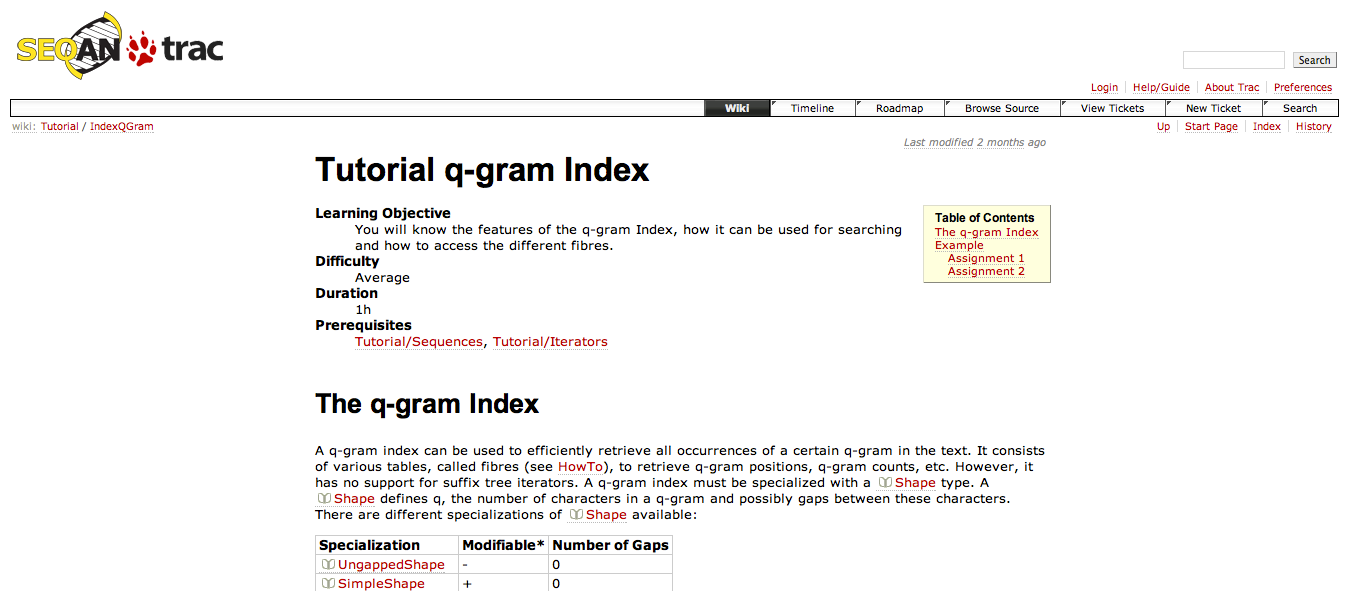 SEQAN trac
Search
Login Help/Guide About Trac Preferences
Wiki Timeline Roadmap Browse Source View Tickets New Ticket Search
wiki: Tutorial / IndexQGram
Up Start Page Index History
Last modified 2 months ago
Tutorial q-gram Index
Learning Objective
You will know the features of the q-gram Index, how it can be used for searching
and how to access the different fibres.
Difficulty
Average
Duration
1h
Prerequisites
Tutorial/Sequences, Tutorial/Iterators
Table of Contents
The q-gram Index
Example
Assignment 1
Assignment 2
The q-gram Index
A q-gram index can be used to efficiently retrieve all occurrences of a certain q-gram in the text. It consists
of various tables, called fibres (see HowTo), to retrieve q-gram positions, q-gram counts, etc. However, it
has no support for suffix tree iterators. A q-gram index must be specialized with a Shape type. A
Shape defines q, the number of characters in a q-gram and possibly gaps between these characters.
There are different specializations of Shape available:
Specialization Modifiable* Number of Gaps
UngappedShape - 0
SimpleShape + 0